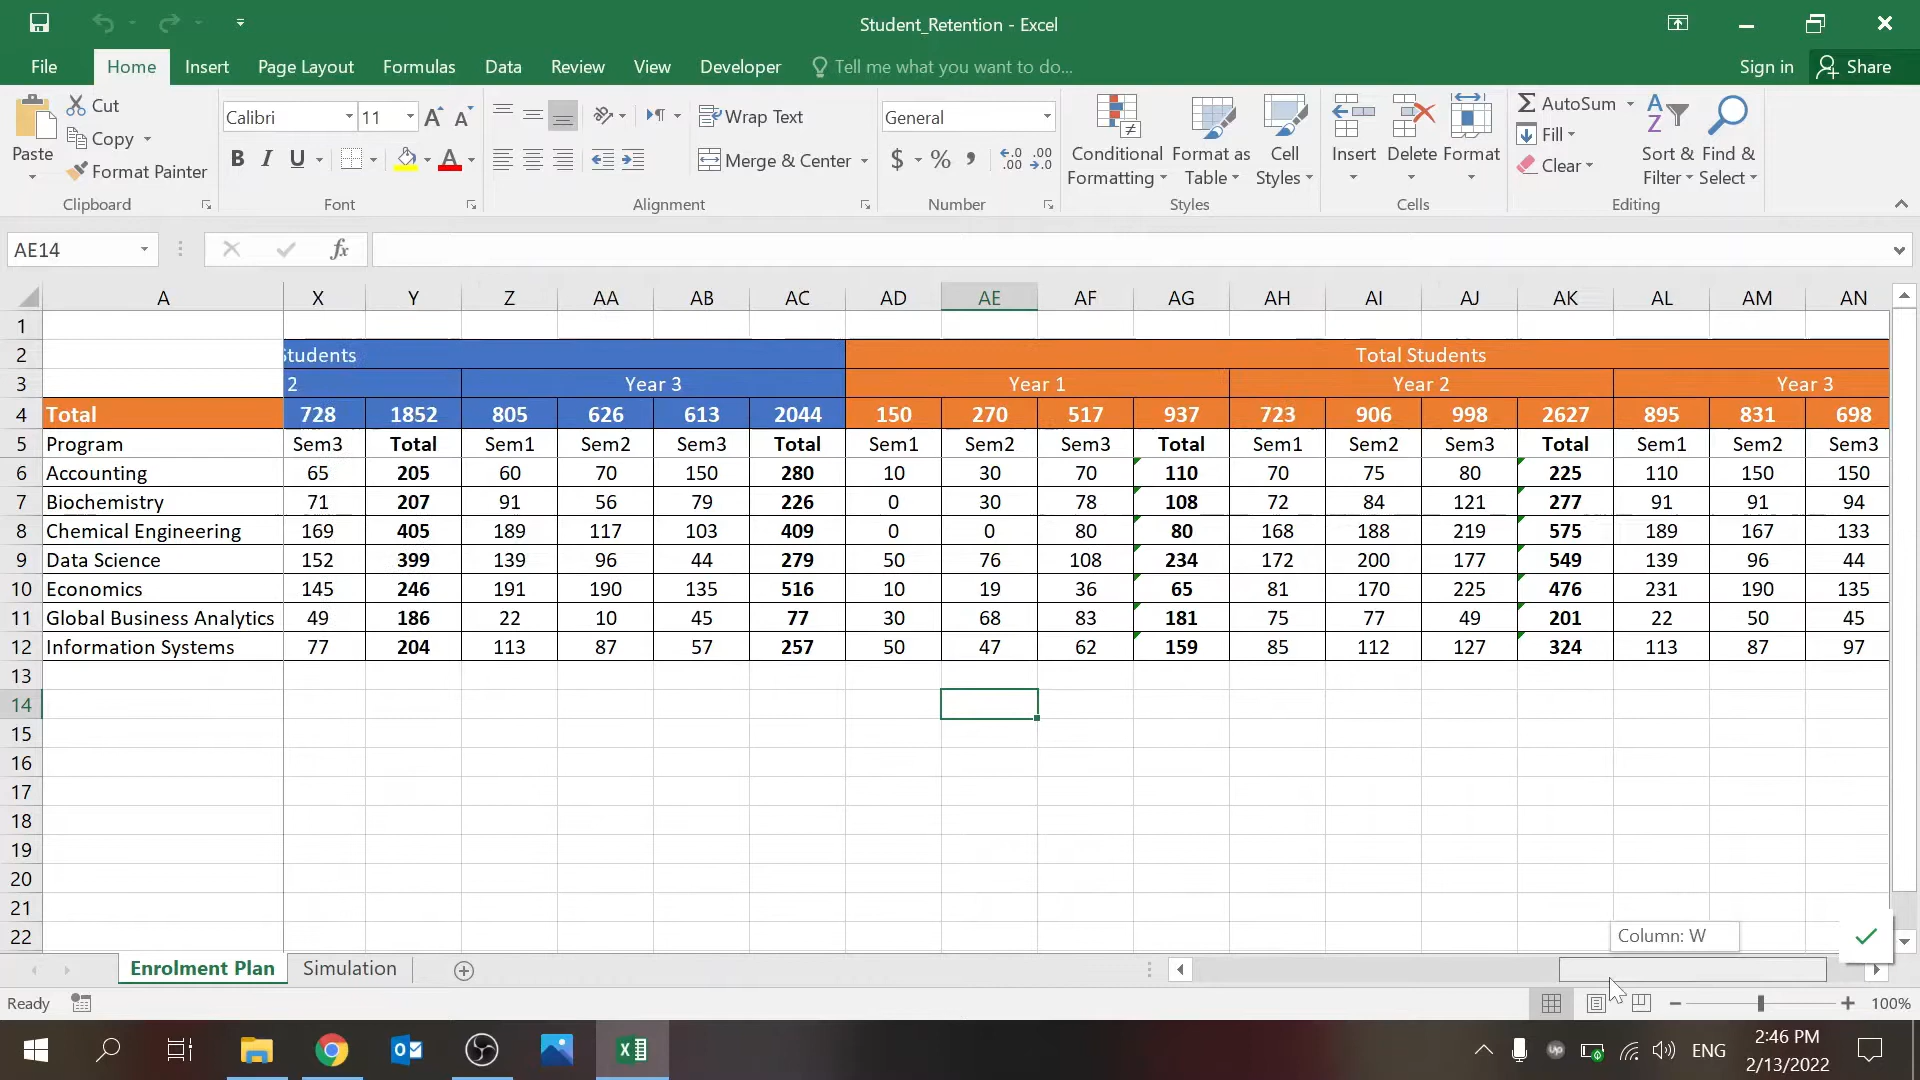 Student_Retention - Excel
File Home Insert Page Layout Formulas Data Review View Developer Tell me what you want to do... Sign in Share
Paste
Cut
Copy
Format Painter
Clipboard
Calibri 11
B I U A
Font
Wrap Text
Merge & Center
Alignment
General
$ % ,
Number
Conditional Formatting
Format as Table
Cell Styles
Styles
Insert Delete Format
Cells
AutoSum
Fill
Clear
Sort & Filter
Find & Select
Editing
AE14 fx
A X Y Z AA AB AC AD AE AF AG AH AI AJ AK AL AM AN
1
2 Students Total Students
3 2 Year 3 Year 1 Year 2 Year 3
4 Total 728 1852 805 626 613 2044 150 270 517 937 723 906 998 2627 895 831 698
5 Program Sem3 Total Sem1 Sem2 Sem3 Total Sem1 Sem2 Sem3 Total Sem1 Sem2 Sem3 Total Sem1 Sem2 Sem3
6 Accounting 65 205 60 70 150 280 10 30 70 110 70 75 80 225 110 150 150
7 Biochemistry 71 207 91 56 79 226 0 30 78 108 72 84 121 277 91 91 94
8 Chemical Engineering 169 405 189 117 103 409 0 0 80 80 168 188 219 575 189 167 133
9 Data Science 152 399 139 96 44 279 50 76 108 234 172 200 177 549 139 96 44
10 Economics 145 246 191 190 135 516 10 19 36 65 81 170 225 476 231 190 135
11 Global Business Analytics 49 186 22 10 45 77 30 68 83 181 75 77 49 201 22 50 45
12 Information Systems 77 204 113 87 57 257 50 47 62 159 85 112 127 324 113 87 97
13
14
15
16
17
18
19
20
21
22
Column: W
Enrolment Plan Simulation
Ready 100%
ENG
2:46 PM
2/13/2022